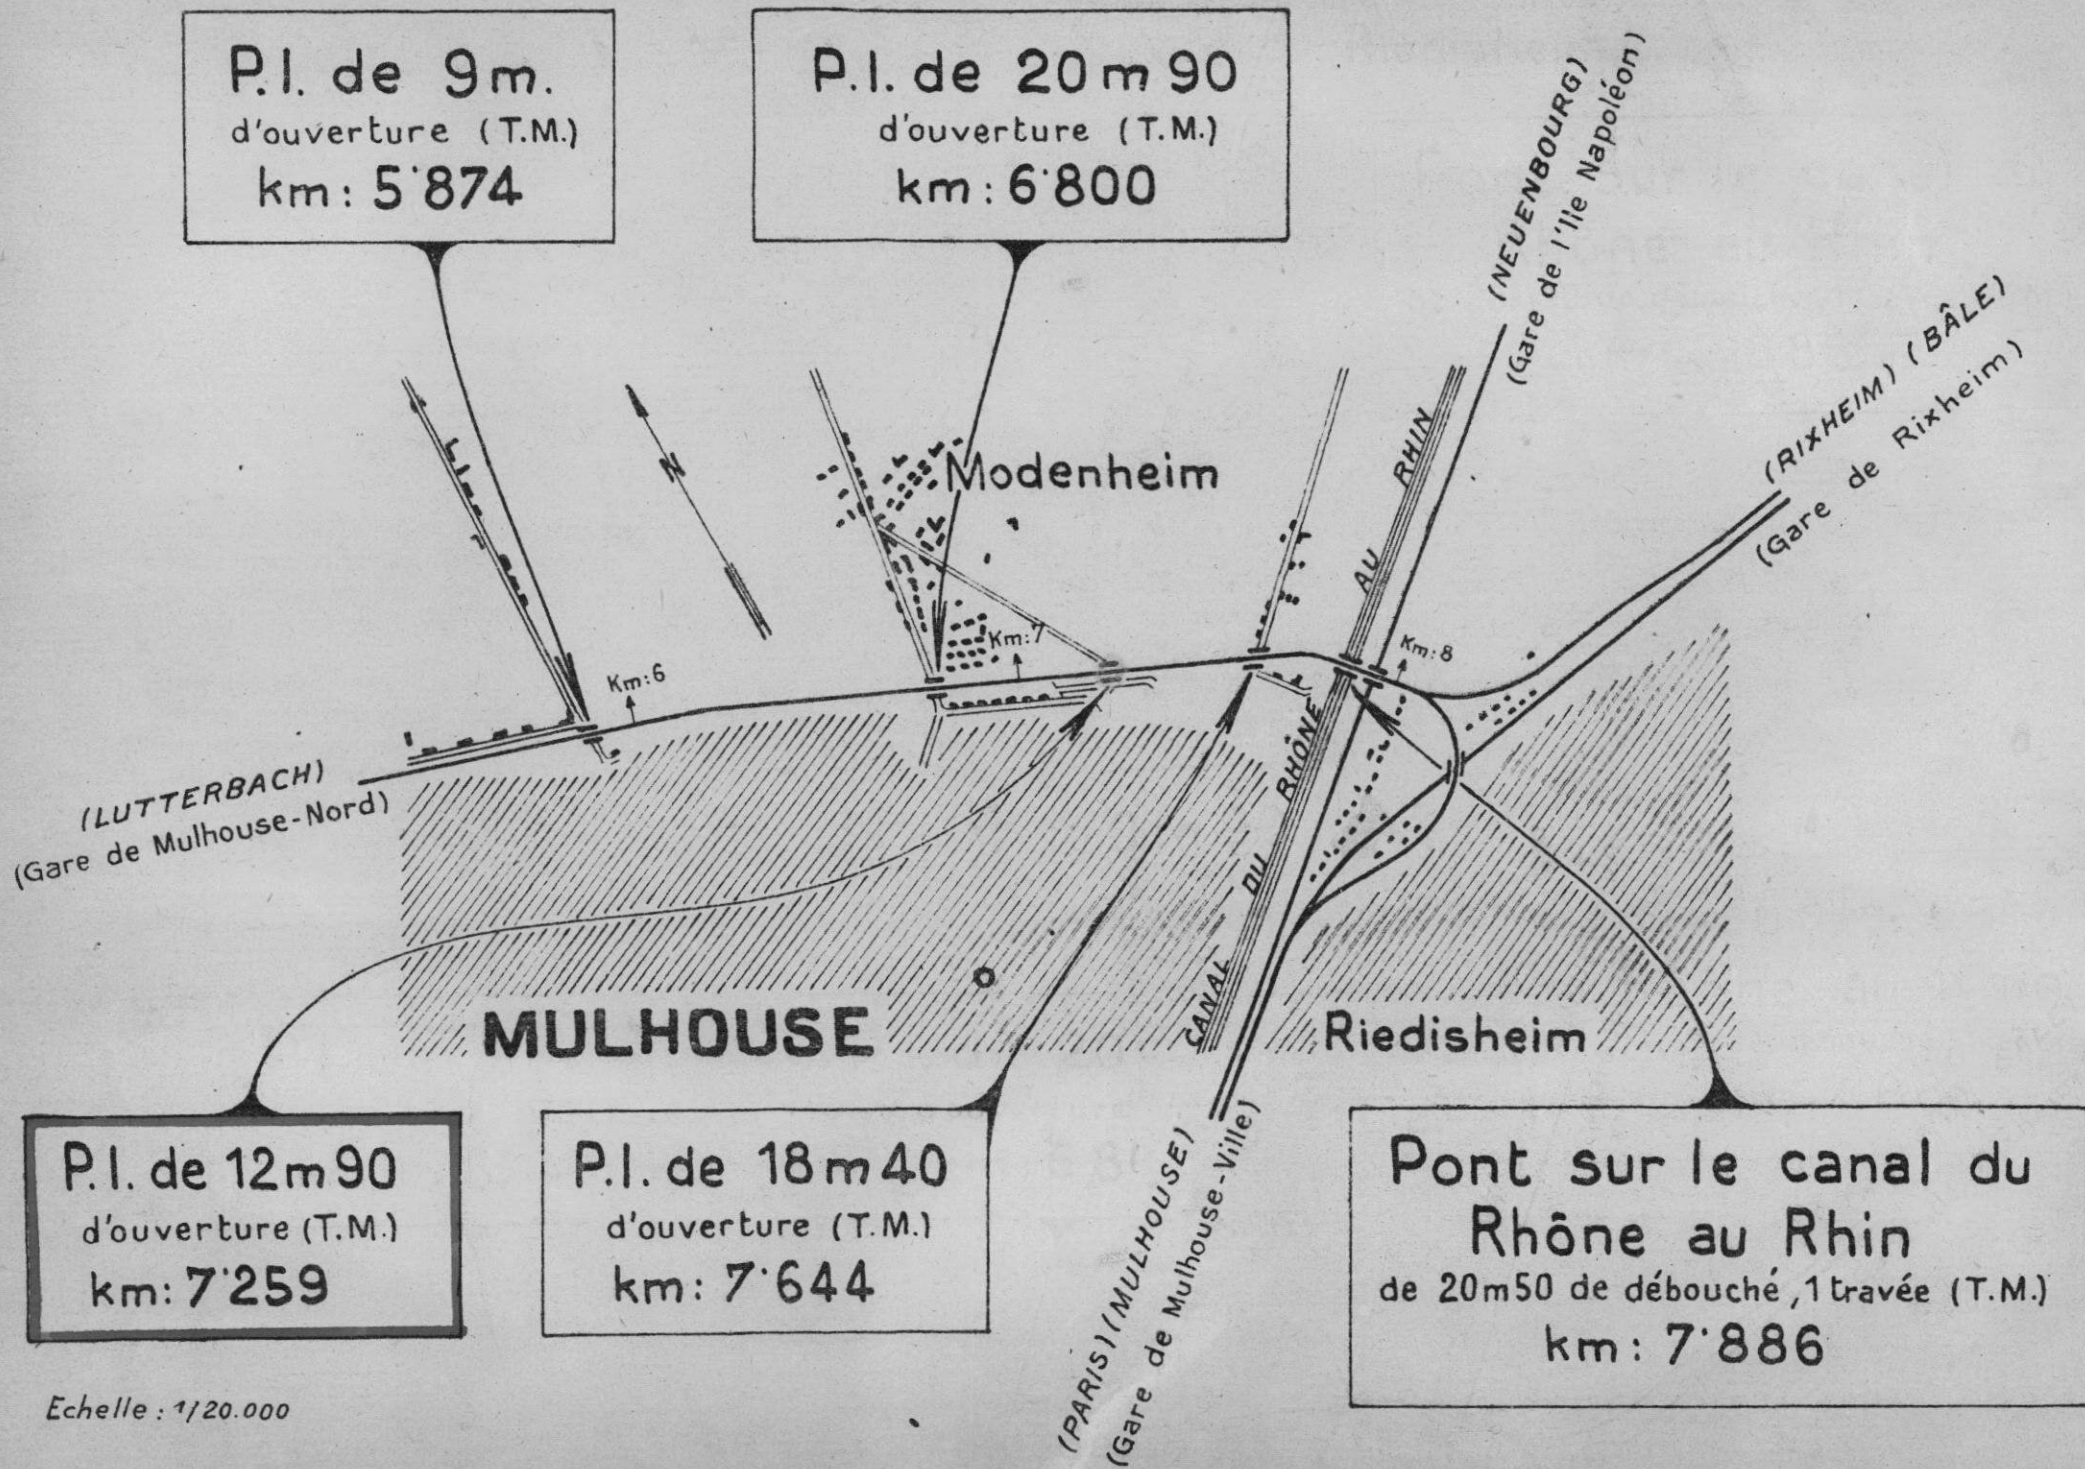 P.I. de 9m.
d'ouverture (T.M.)
km: 5·874
P.I. de 20m90
d'ouverture (T.M.)
km: 6·800
(NEUENBOURG)
(Gare de l'Ile Napoléon)
(RIXHEIM) (BÂLE)
(Gare de Rixheim)
N
Modenheim
Km:6
Km:7
Km:8
CANAL DU RHÔNE AU RHIN
(LUTTERBACH)
(Gare de Mulhouse-Nord)
MULHOUSE
Riedisheim
P.I. de 12m90
d'ouverture (T.M.)
km: 7·259
P.I. de 18m40
d'ouverture (T.M.)
km: 7·644
(PARIS) (MULHOUSE)
(Gare de Mulhouse-Ville)
Pont sur le canal du
Rhône au Rhin
de 20m50 de débouché, 1 travée (T.M.)
km: 7·886
Echelle: 1/20.000